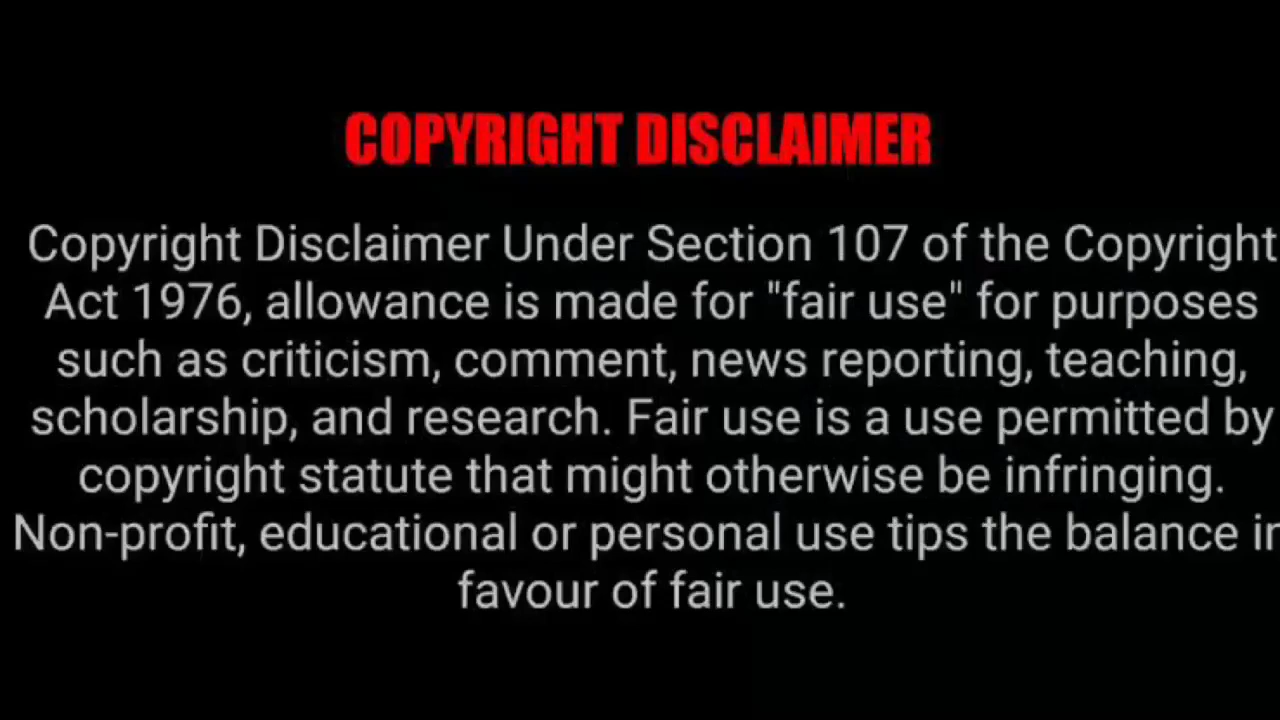 COPYRIGHT DISCLAIMER
Copyright Disclaimer Under Section 107 of the Copyright
Act 1976, allowance is made for "fair use" for purposes
such as criticism, comment, news reporting, teaching,
scholarship, and research. Fair use is a use permitted by
copyright statute that might otherwise be infringing.
Non-profit, educational or personal use tips the balance in
favour of fair use.